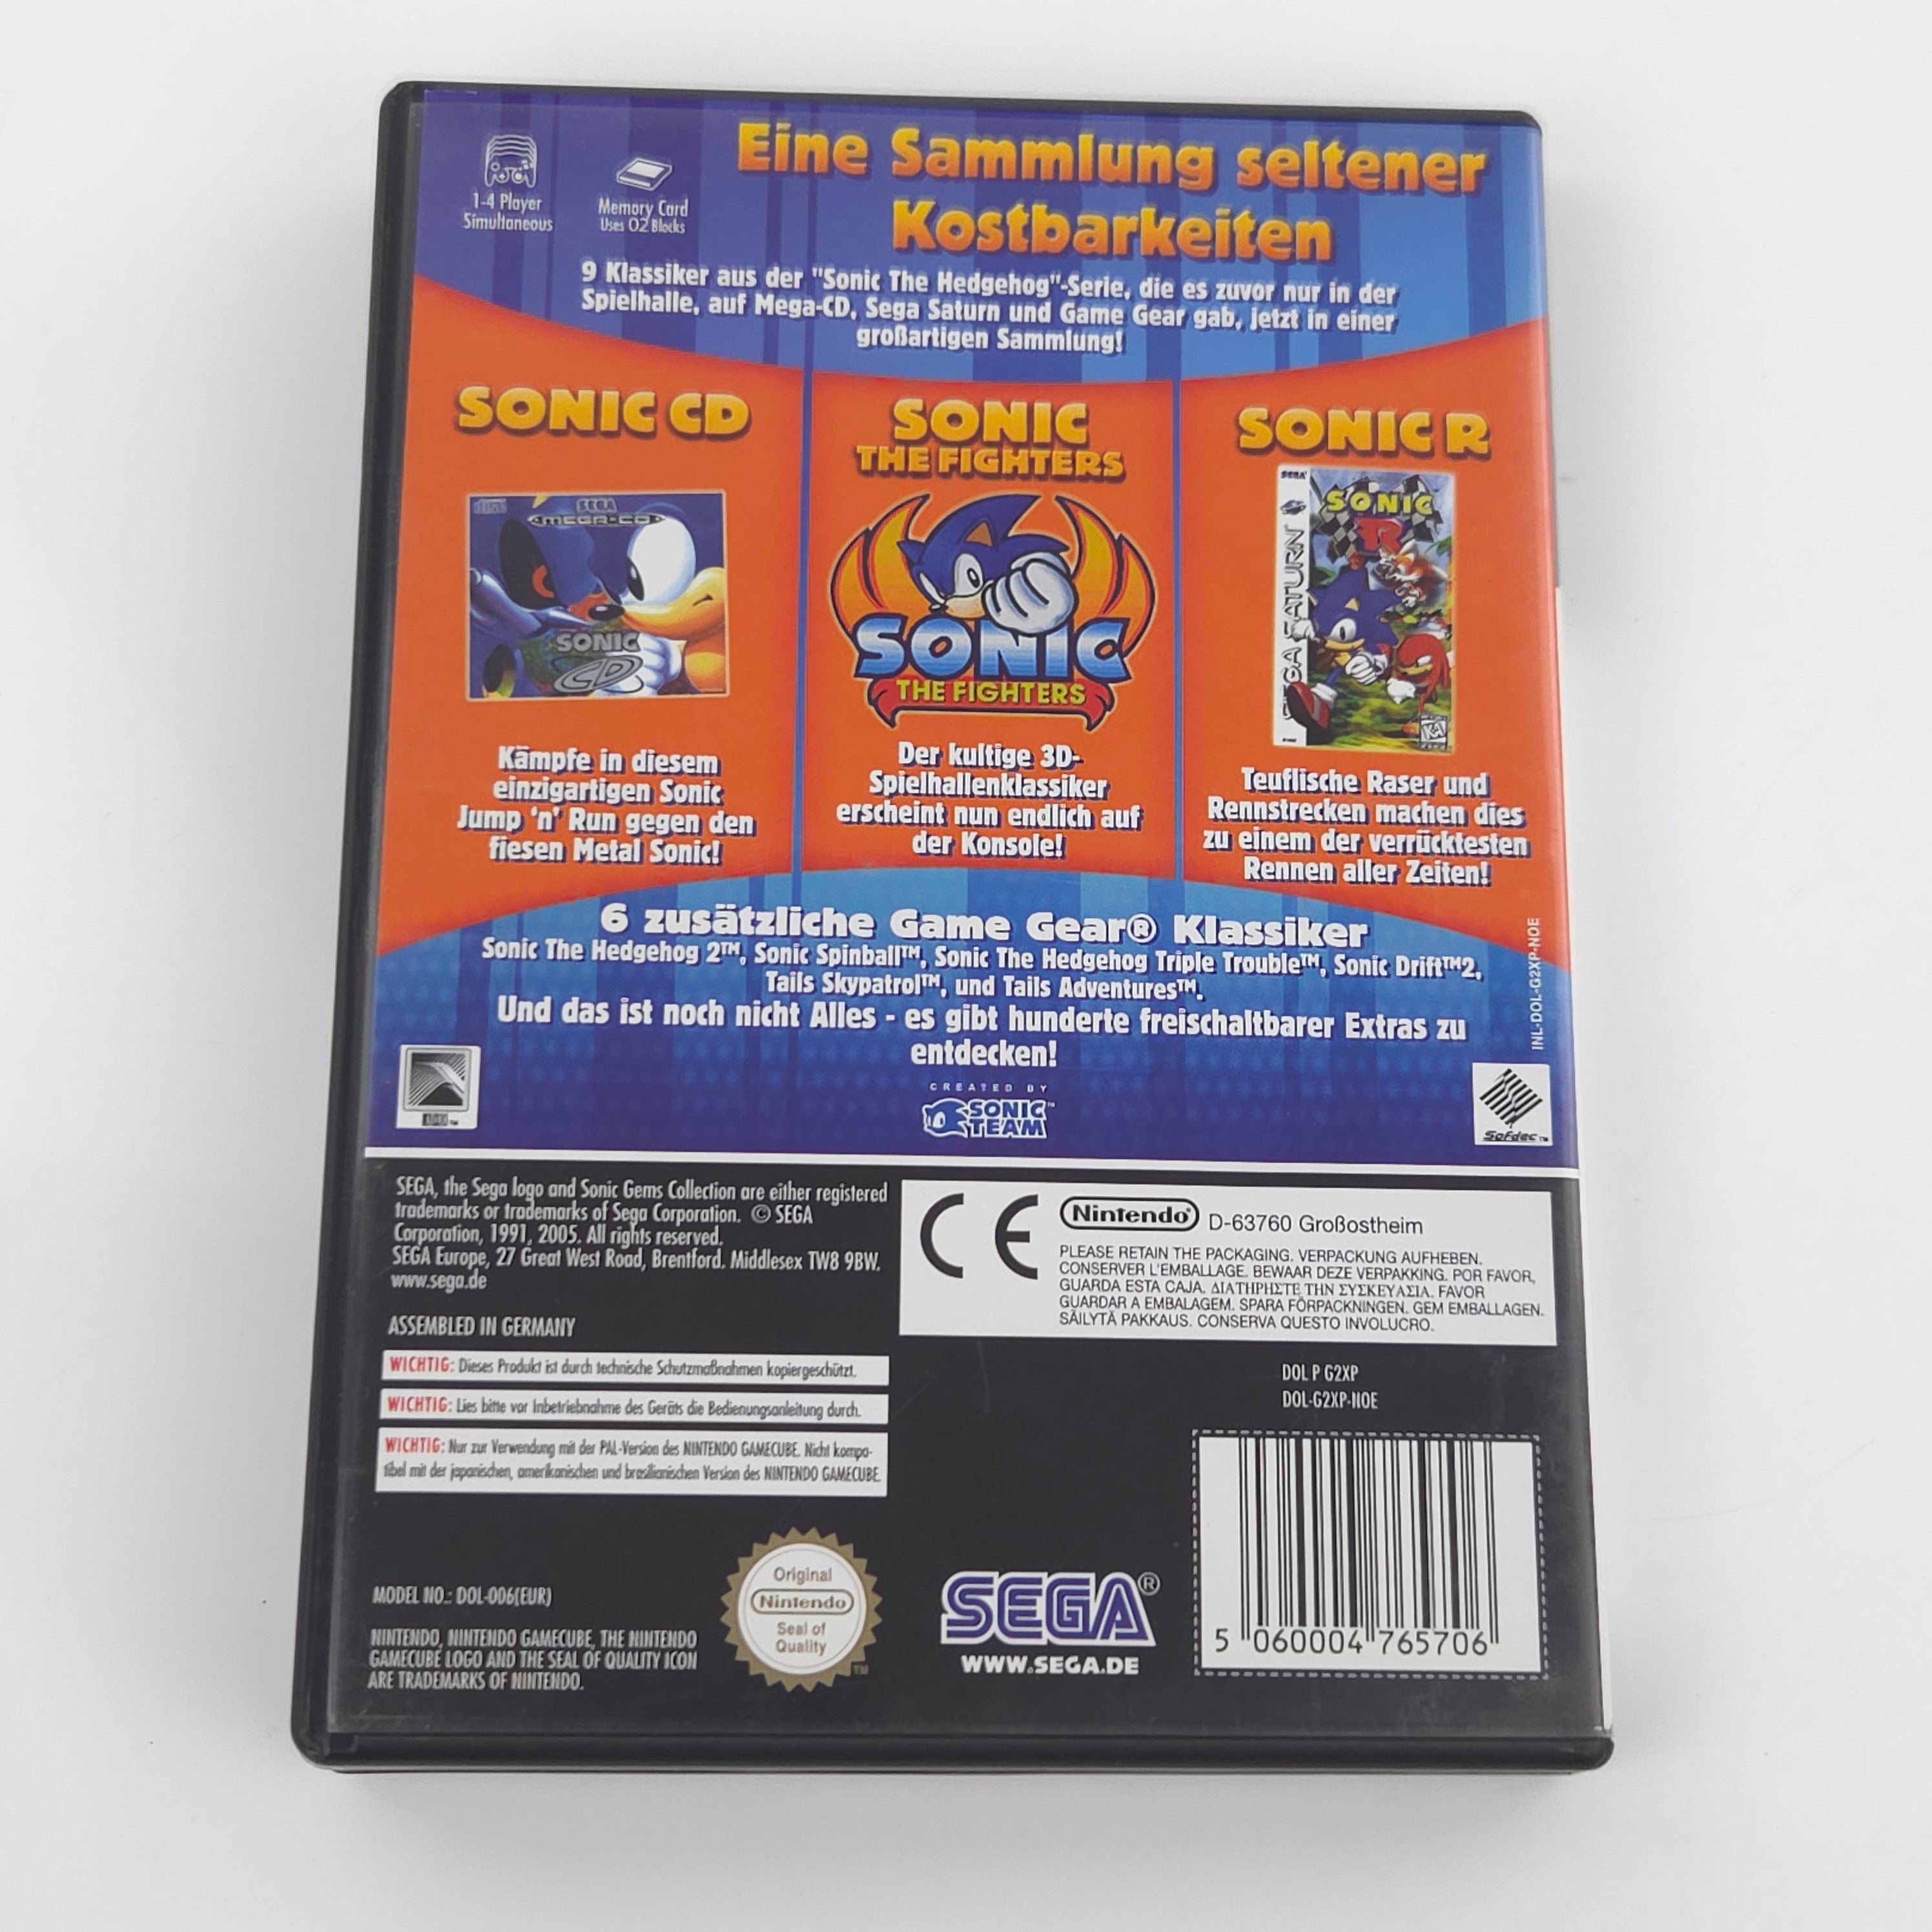 1-4 Player
Simultaneous
Memory Card
Uses 02 Blocks
Eine Sammlung seltener
Kostbarkeiten
9 Klassiker aus der "Sonic The Hedgehog"-Serie, die es zuvor nur in der
Spielhalle, auf Mega-CD, Sega Saturn und Game Gear gab, jetzt in einer
großartigen Sammlung!
SONIC CD
SEGA
MEGA-CD
SONIC
CD
Kämpfe in diesem
einzigartigen Sonic
Jump 'n' Run gegen den
fiesen Metal Sonic!
SONIC
THE FIGHTERS
SONIC
THE FIGHTERS
Der kultige 3D-
Spielhallenklassiker
erscheint nun endlich auf
der Konsole!
SONIC R
SEGA
SEGA SATURN
SONIC
R
KA
Teuflische Raser und
Rennstrecken machen dies
zu einem der verrücktesten
Rennen aller Zeiten!
6 zusätzliche Game Gear® Klassiker
Sonic The Hedgehog 2™, Sonic Spinball™, Sonic The Hedgehog Triple Trouble™, Sonic Drift™2,
Tails Skypatrol™, und Tails Adventures™.
Und das ist noch nicht Alles - es gibt hunderte freischaltbarer Extras zu
entdecken!
INL-DOL-G2XP-NOE
CREATED BY
SONIC™
TEAM
Sofdec™
SEGA, the Sega logo and Sonic Gems Collection are either registered
trademarks or trademarks of Sega Corporation. © SEGA
Corporation, 1991, 2005. All rights reserved.
SEGA Europe, 27 Great West Road, Brentford. Middlesex TW8 9BW.
www.sega.de
ASSEMBLED IN GERMANY
WICHTIG: Dieses Produkt ist durch technische Schutzmaßnahmen kopiergeschützt.
WICHTIG: Lies bitte vor Inbetriebnahme des Geräts die Bedienungsanleitung durch.
WICHTIG: Nur zur Verwendung mit der PAL-Version des NINTENDO GAMECUBE. Nicht kompa-
tibel mit der japanischen, amerikanischen und brasilianischen Version des NINTENDO GAMECUBE.
CE
Nintendo® D-63760 Großostheim
PLEASE RETAIN THE PACKAGING. VERPACKUNG AUFHEBEN.
CONSERVER L'EMBALLAGE. BEWAAR DEZE VERPAKKING. POR FAVOR,
GUARDA ESTA CAJA. ΔΙΑΤΗΡΗΣΤΕ ΤΗΝ ΣΥΣΚΕΥΑΣΙΑ. FAVOR
GUARDAR A EMBALAGEM. SPARA FÖRPACKNINGEN. GEM EMBALLAGEN.
SÄILYTÄ PAKKAUS. CONSERVA QUESTO INVOLUCRO.
DOL P G2XP
DOL-G2XP-NOE
MODEL NO.: DOL-006(EUR)
NINTENDO, NINTENDO GAMECUBE, THE NINTENDO
GAMECUBE LOGO AND THE SEAL OF QUALITY ICON
ARE TRADEMARKS OF NINTENDO.
Original
Nintendo
Seal of
Quality
™
SEGA®
WWW.SEGA.DE
5 060004 765706